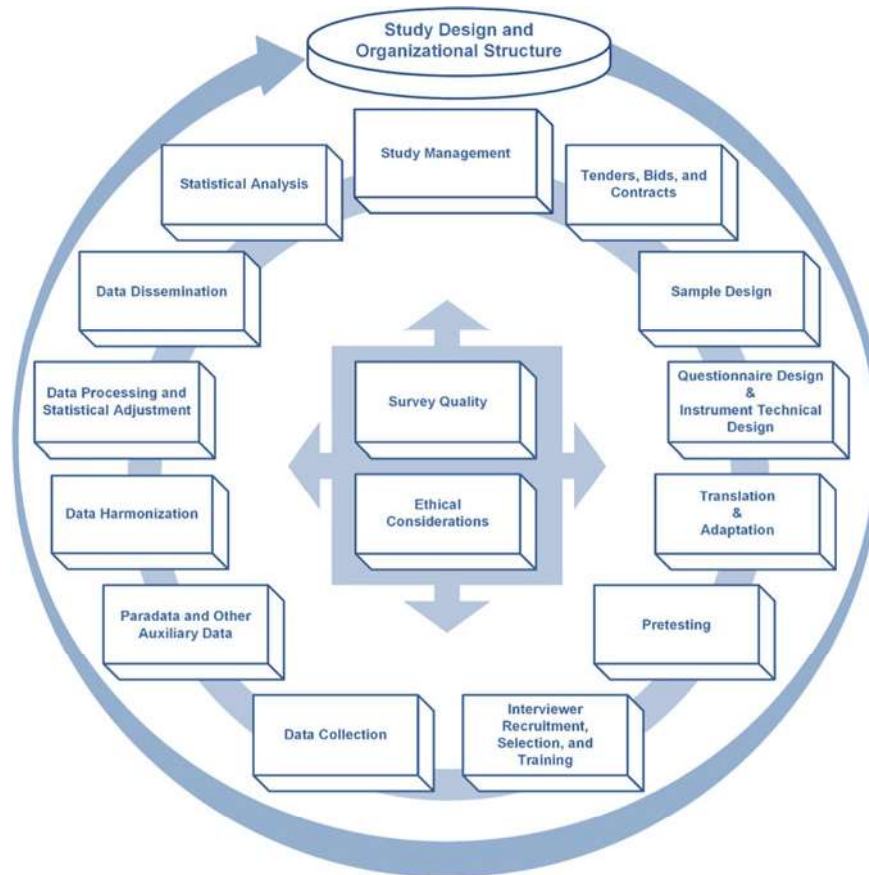 Study Design and
Organizational Structure
Study Management
Tenders, Bids, and
Contracts
Sample Design
Questionnaire Design
&
Instrument Technical
Design
Translation
&
Adaptation
Pretesting
Interviewer
Recruitment,
Selection, and
Training
Data Collection
Paradata and Other
Auxiliary Data
Data Harmonization
Data Processing and
Statistical Adjustment
Data Dissemination
Statistical Analysis
Survey Quality
Ethical
Considerations